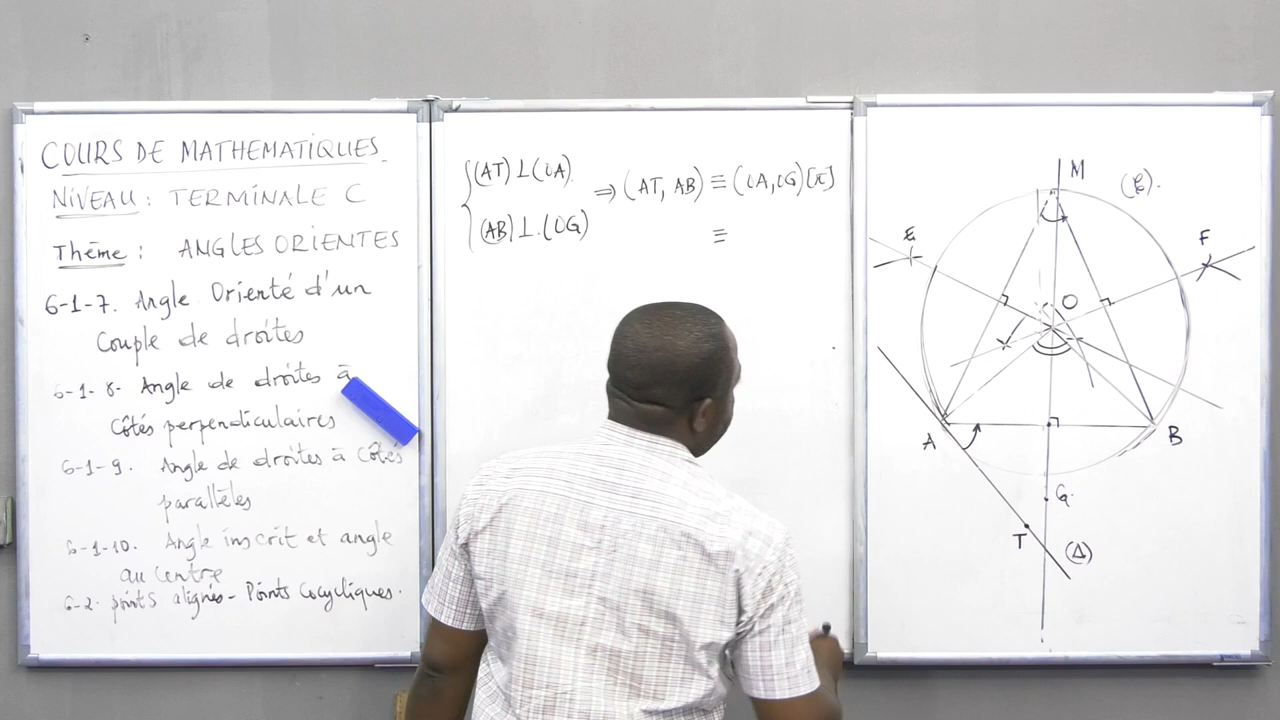 COURS DE MATHEMATIQUES
NIVEAU : TERMINALE C
Thème : ANGLES ORIENTES
6-1-7. Angle Orienté d'un
Couple de droites
6-1-8- Angle de droites à
Côtés perpendiculaires
6-1-9. Angle de droites à Côtés
parallèles
6-1-10. Angle inscrit et angle
au Centre
6-2. points alignés - Points Cocycliques.
(AT) ⊥ (OA)
⇒ (AT, AB) ≡ (OA, OG) [π]
(AB) ⊥ (OG)
≡
M
(C).
E
F
O
A
B
G
T
(Δ)